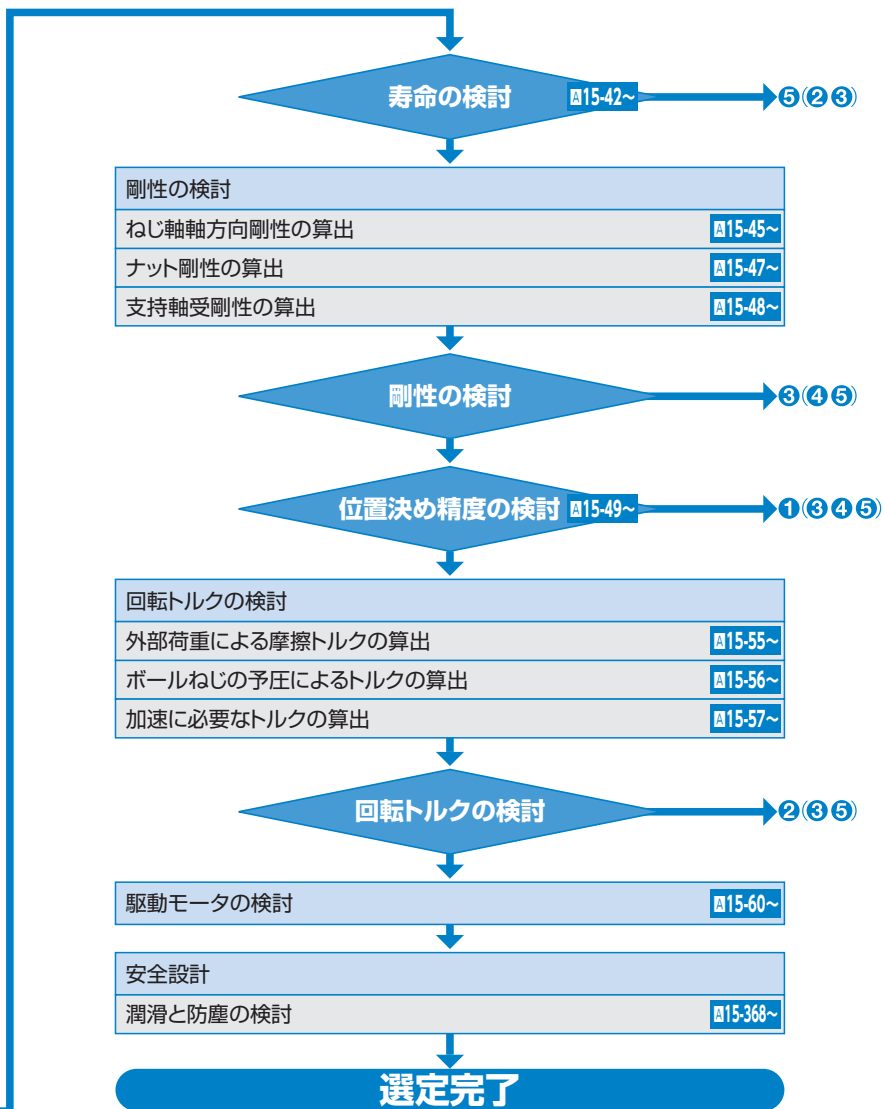 寿命の検討 A15-42~ ❺(❷❸)
剛性の検討
ねじ軸軸方向剛性の算出 A15-45~
ナット剛性の算出 A15-47~
支持軸受剛性の算出 A15-48~
剛性の検討 ❸(❹❺)
位置決め精度の検討 A15-49~ ❶(❸❹❺)
回転トルクの検討
外部荷重による摩擦トルクの算出 A15-55~
ボールねじの予圧によるトルクの算出 A15-56~
加速に必要なトルクの算出 A15-57~
回転トルクの検討 ❷(❸❺)
駆動モータの検討 A15-60~
安全設計
潤滑と防塵の検討 A15-368~
選定完了